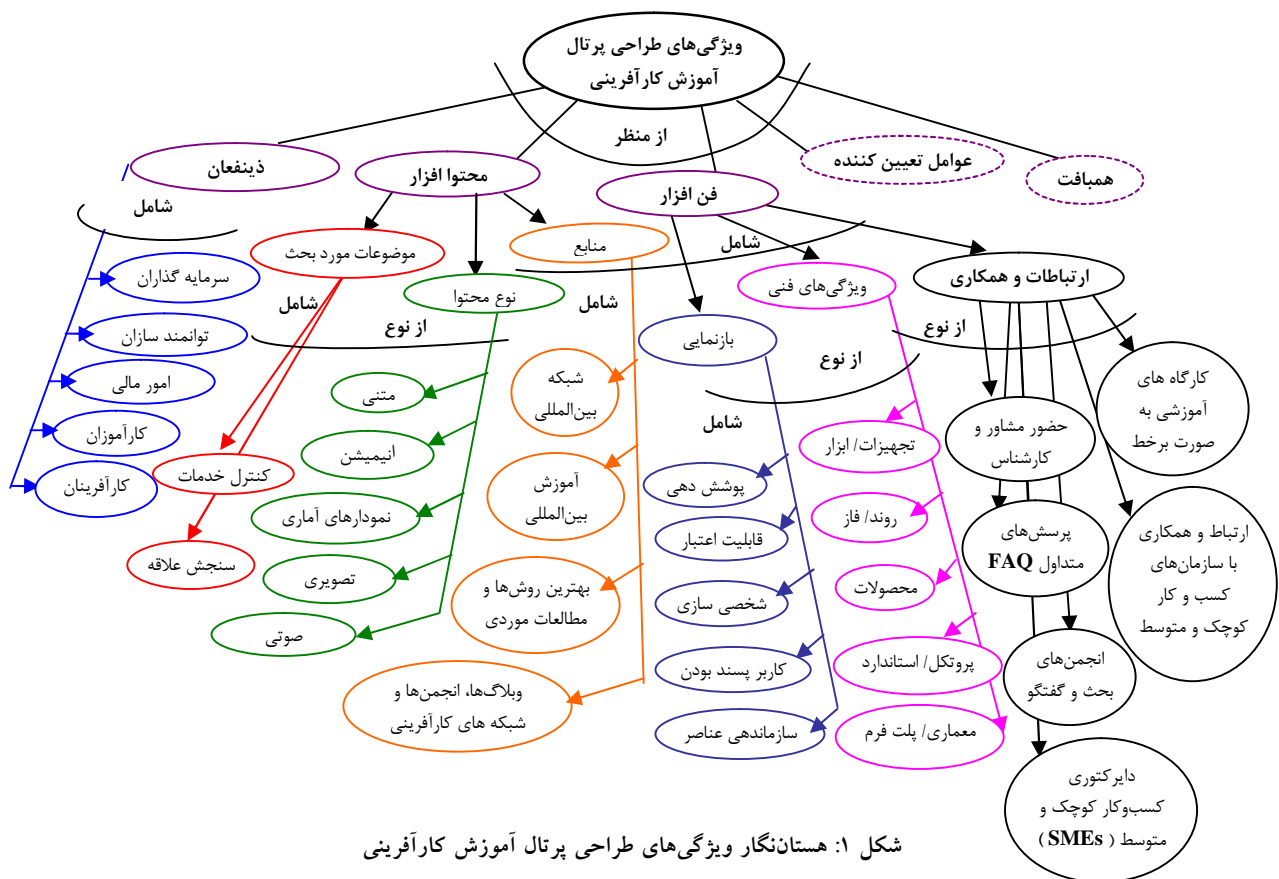 ویژگی‌های طراحی پرتال
آموزش کارآفرینی
از منظر
ذینفعان
محتوا افزار
فن افزار
عوامل تعیین کننده
همبافت
شامل
سرمایه گذاران
توانمند سازان
امور مالی
کارآموزان
کارآفرینان
موضوعات مورد بحث
شامل
کنترل خدمات
سنجش علاقه
نوع محتوا
از نوع
متنی
انیمیشن
نمودارهای آماری
تصویری
صوتی
منابع
شامل
شبکه
بین‌المللی
آموزش
بین‌المللی
بهترین روش‌ها و
مطالعات موردی
وبلاگ‌ها، انجمن‌ها و
شبکه های کارآفرینی
شامل
بازنمایی
شامل
پوشش دهی
قابلیت اعتبار
شخصی سازی
کاربر پسند بودن
سازماندهی عناصر
ویژگی‌های فنی
از نوع
تجهیزات/ ابزار
روند/ فاز
محصولات
پروتکل/ استاندارد
معماری/ پلت فرم
ارتباطات و همکاری
از نوع
کارگاه های
آموزشی به
صورت برخط
حضور مشاور و
کارشناس
پرسش‌های
متداول FAQ
ارتباط و همکاری
با سازمان‌های
کسب و کار
کوچک و متوسط
انجمن‌های
بحث و گفتگو
دایرکتوری
کسب‌وکار کوچک و
متوسط ( SMEs )
شکل ۱: هستان‌نگار ویژگی‌های طراحی پرتال آموزش کارآفرینی